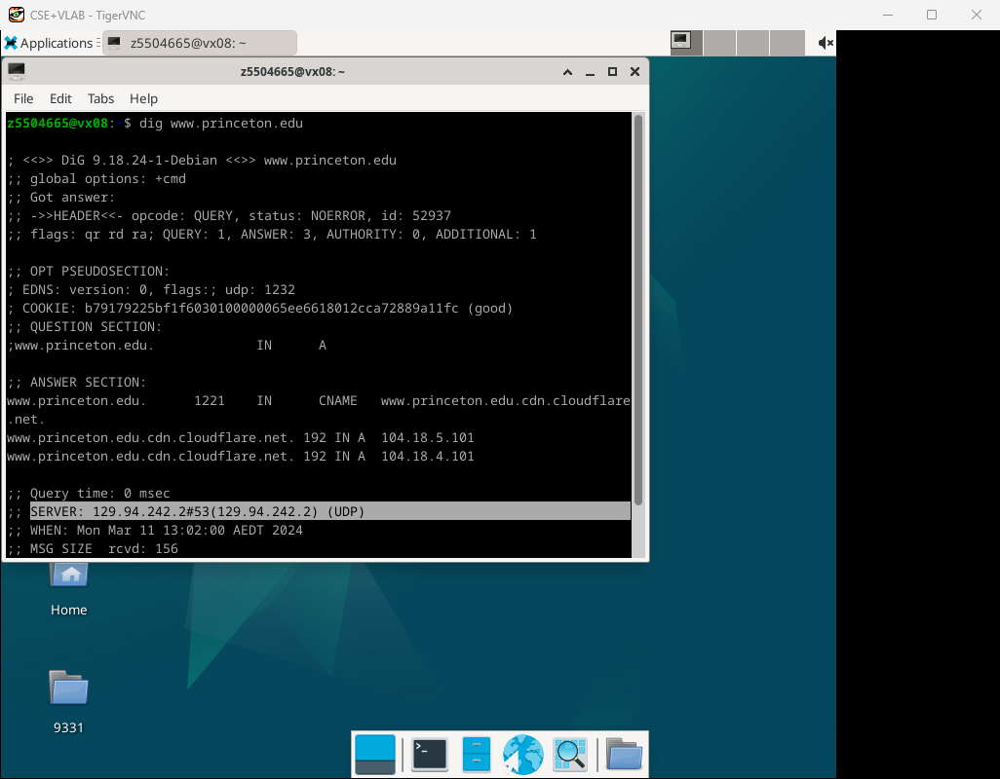 CSE+VLAB - TigerVNC
Applications
z5504665@vx08: ~
z5504665@vx08: ~
File Edit Tabs Help
z5504665@vx08:~$ dig www.princeton.edu
; <<>> DiG 9.18.24-1-Debian <<>> www.princeton.edu
;; global options: +cmd
;; Got answer:
;; ->>HEADER<<- opcode: QUERY, status: NOERROR, id: 52937
;; flags: qr rd ra; QUERY: 1, ANSWER: 3, AUTHORITY: 0, ADDITIONAL: 1
;; OPT PSEUDOSECTION:
; EDNS: version: 0, flags:; udp: 1232
; COOKIE: b79179225bf1f6030100000065ee6618012cca72889a11fc (good)
;; QUESTION SECTION:
;www.princeton.edu. IN A
;; ANSWER SECTION:
www.princeton.edu. 1221 IN CNAME www.princeton.edu.cdn.cloudflare
.net.
www.princeton.edu.cdn.cloudflare.net. 192 IN A 104.18.5.101
www.princeton.edu.cdn.cloudflare.net. 192 IN A 104.18.4.101
;; Query time: 0 msec
;; SERVER: 129.94.242.2#53(129.94.242.2) (UDP)
;; WHEN: Mon Mar 11 13:02:00 AEDT 2024
;; MSG SIZE rcvd: 156
Home
9331